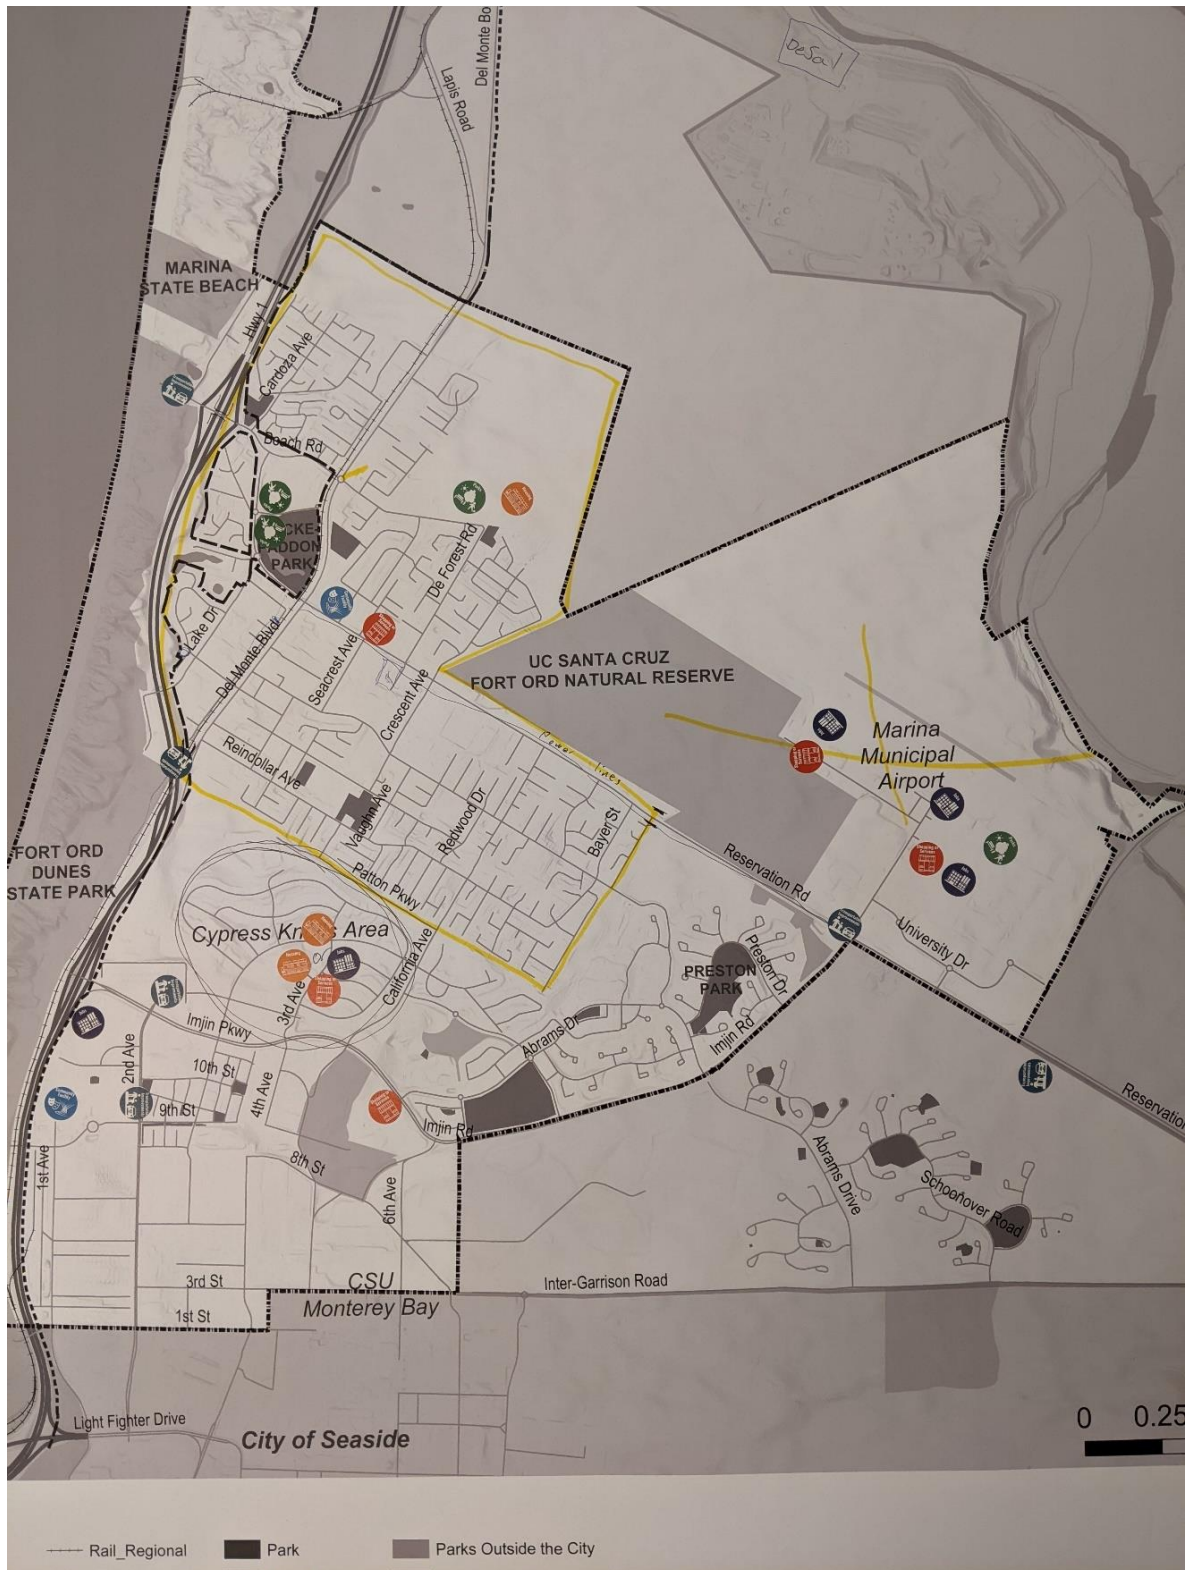 DeSal
Del Monte Bo
Lapis Road
MARINA
STATE BEACH
Hwy 1
Cardoza Ave
Beach Rd
CKE-
PADDON
PARK
De Forest Rd
Lake Dr
Del Monte Blvd
Seacrest Ave
Crescent Ave
UC SANTA CRUZ
FORT ORD NATURAL RESERVE
Power lines
Marina
Municipal
Airport
Reindollar Ave
Vaughn Ave
Redwood Dr
Bayer St
Reservation Rd
FORT ORD
DUNES
STATE PARK
Patton Pkwy
Cypress Kn s Area
California Ave
3rd Ave
University Dr
PRESTON
PARK
Preston Dr
Imjin Pkwy
Abrams Dr
Imjin Rd
2nd Ave
10th St
4th Ave
9th St
Imjin Rd
Reservation
1st Ave
8th St
6th Ave
Abrams Drive
Schoonover Road
3rd St
CSU
Monterey Bay
Inter-Garrison Road
1st St
Light Fighter Drive
City of Seaside
0 0.25
Rail_Regional
Park
Parks Outside the City